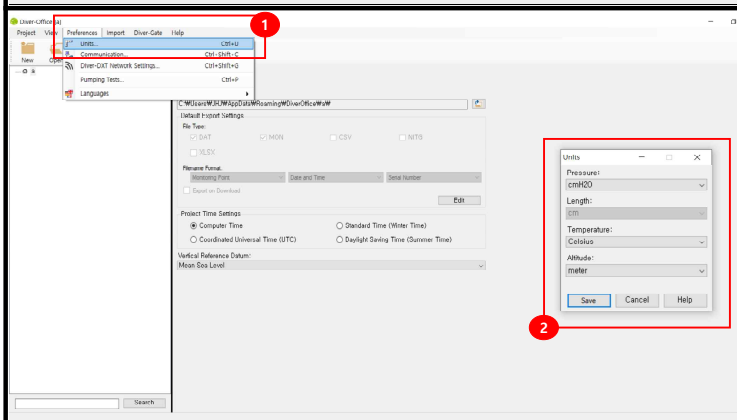 Diver-Office (a)
Project View Preferences Import Diver-Gate Help
1
New Open
Units... Ctrl+U
Communication... Ctrl+Shift+C
Diver-DXT Network Settings... Ctrl+Shift+G
Pumping Tests... Ctrl+P
Languages
a
C:₩Users₩JHJ₩AppData₩Roaming₩DiverOffice₩a₩
Default Export Settings
File Type:
DAT MON CSV NITG
XLSX
Filename Format:
Monitoring Point Date and Time Serial Number
Export on Download
Edit
Project Time Settings
Computer Time Standard Time (Winter Time)
Coordinated Universal Time (UTC) Daylight Saving Time (Summer Time)
Vertical Reference Datum:
Mean Sea Level
Search
Units
Pressure:
cmH2O
Length:
cm
Temperature:
Celsius
Altitude:
meter
Save Cancel Help
2